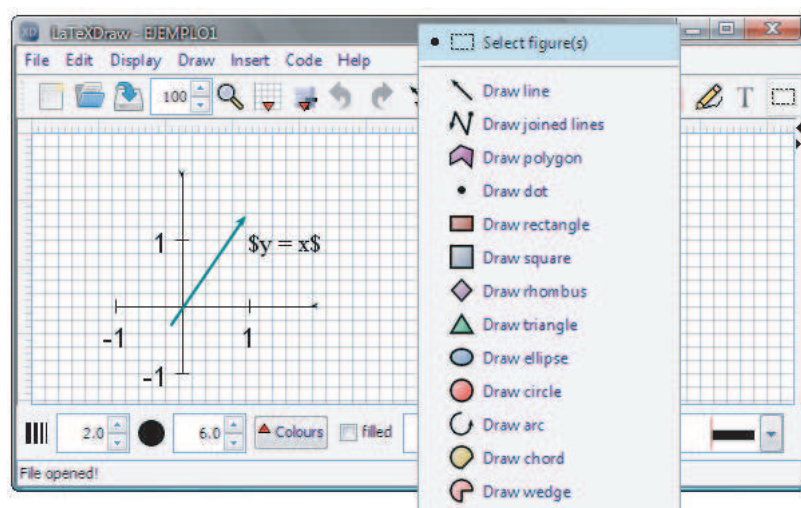 XD LaTeXDraw - EJEMPLO1
File Edit Display Draw Insert Code Help
100
T
1
$y = x$
-1
1
-1
2.0
6.0
Colours
filled
File opened!
Select figure(s)
Draw line
Draw joined lines
Draw polygon
Draw dot
Draw rectangle
Draw square
Draw rhombus
Draw triangle
Draw ellipse
Draw circle
Draw arc
Draw chord
Draw wedge